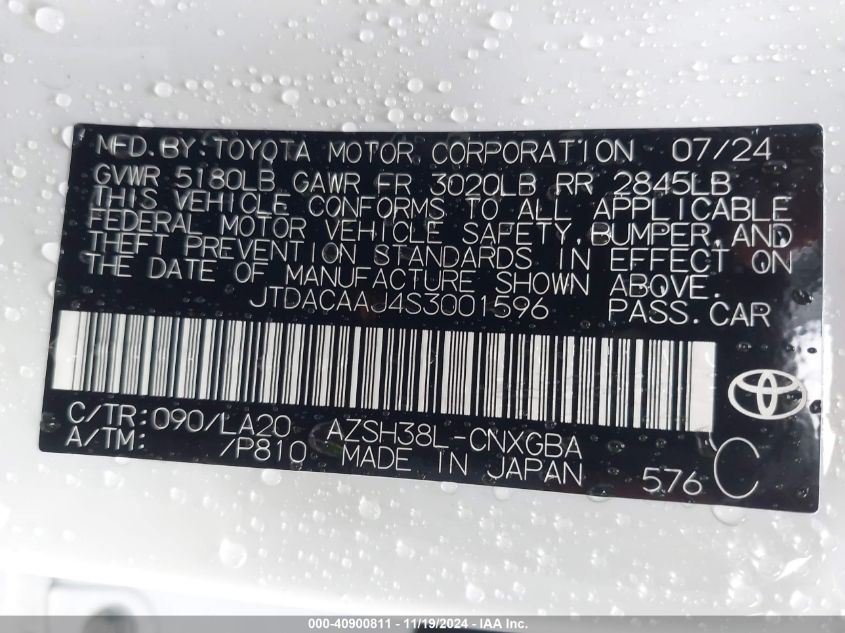 MFD. BY: TOYOTA MOTOR CORPORATION 07/24
GVWR 5180LB GAWR FR 3020LB RR 2845LB
THIS VEHICLE CONFORMS TO ALL APPLICABLE
FEDERAL MOTOR VEHICLE SAFETY, BUMPER, AND
THEFT PREVENTION STANDARDS IN EFFECT ON
THE DATE OF MANUFACTURE SHOWN ABOVE.
JTDACAAJ4S3001596 PASS. CAR
C/TR: 090/LA20 AZSH38L-CNXGBA
A/TM: /P810 MADE IN JAPAN 576 C
000-40900811 - 11/19/2024 - IAA Inc.